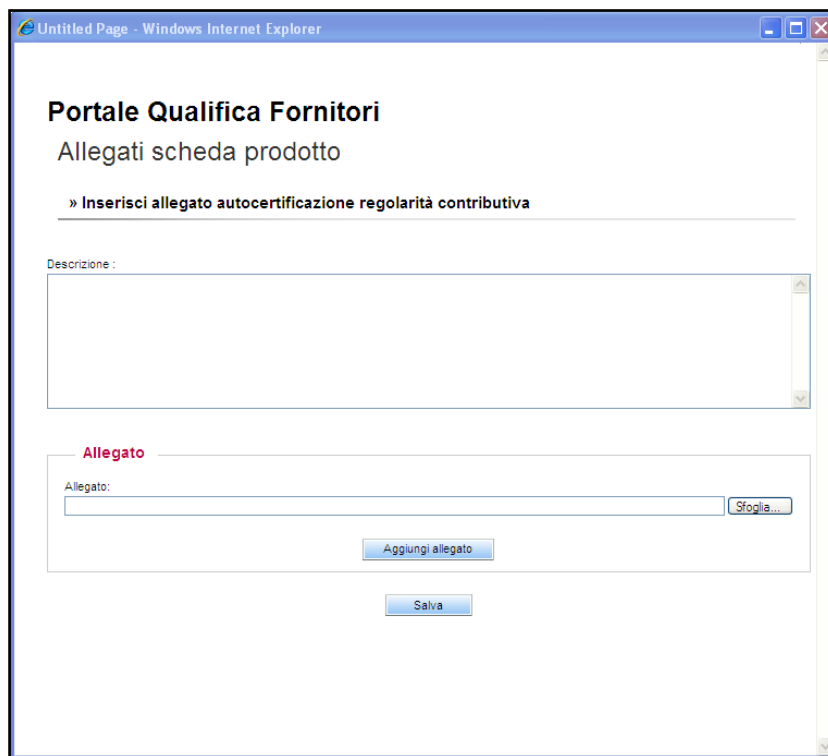 Untitled Page - Windows Internet Explorer
Portale Qualifica Fornitori
Allegati scheda prodotto
» Inserisci allegato autocertificazione regolarità contributiva
Descrizione :
Allegato
Allegato:
Sfoglia...
Aggiungi allegato
Salva